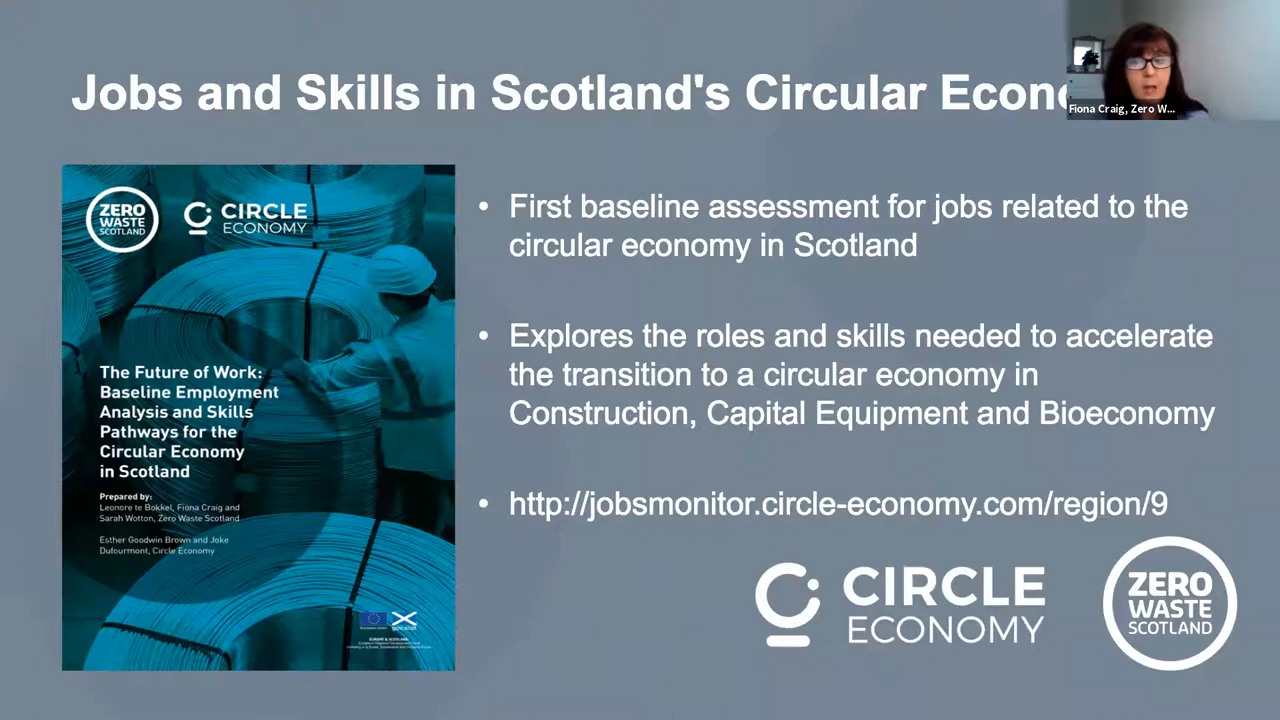 Jobs and Skills in Scotland's Circular Econo
Fiona Craig, Zero W...
ZERO
WASTE
SCOTLAND
CIRCLE
ECONOMY
The Future of Work:
Baseline Employment
Analysis and Skills
Pathways for the
Circular Economy
in Scotland
Prepared by:
Leonore te Bokkel, Fiona Craig and
Sarah Wotton, Zero Waste Scotland
Esther Goodwin Brown and Joke
Dufourmont, Circle Economy
gov.scot
EUROPE & SCOTLAND
• First baseline assessment for jobs related to the
circular economy in Scotland
• Explores the roles and skills needed to accelerate
the transition to a circular economy in
Construction, Capital Equipment and Bioeconomy
• http://jobsmonitor.circle-economy.com/region/9
CIRCLE
ECONOMY
ZERO
WASTE
SCOTLAND